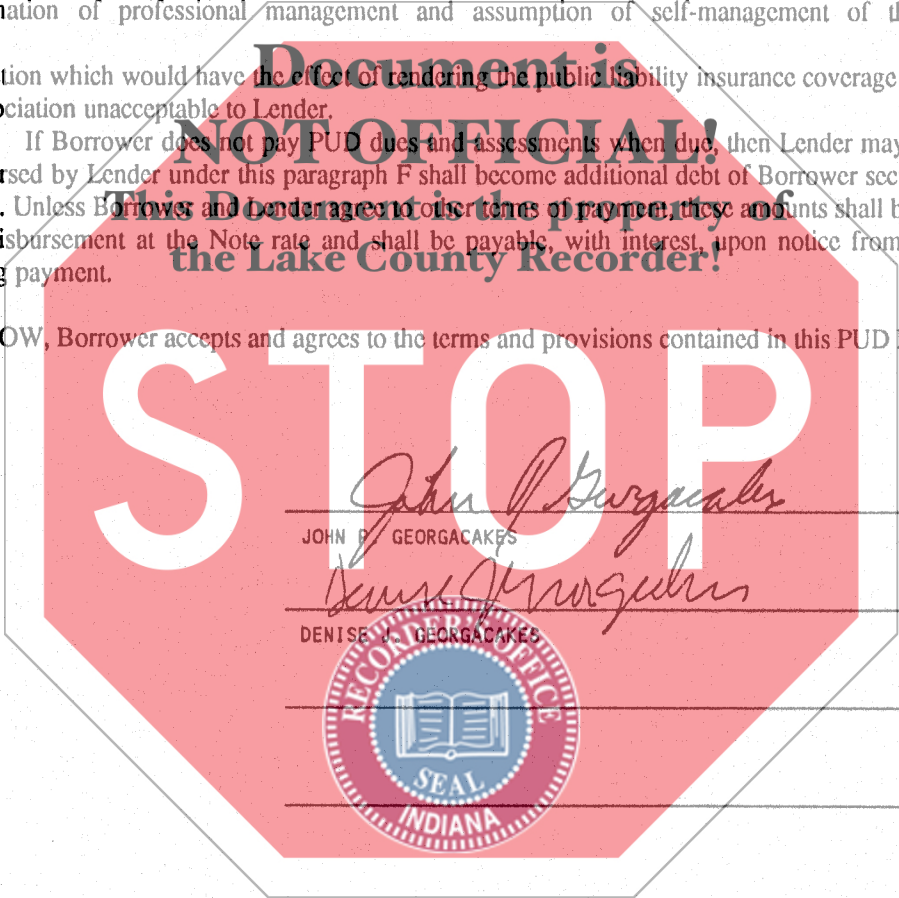 nation of professional management and assumption of self-management of th
Document is
tion which would have the effect of rendering the public liability insurance coverage
ociation unacceptable to Lender.
NOT OFFICIAL!
If Borrower does not pay PUD dues and assessments when due, then Lender may
rsed by Lender under this paragraph F shall become additional debt of Borrower sec
This Document is the property of
. Unless Borrower and Lender agree to other terms of payment, these amounts shall b
isbursement at the Note rate and shall be payable, with interest, upon notice from
the Lake County Recorder!
g payment.
OW, Borrower accepts and agrees to the terms and provisions contained in this PUD
STOP
John P Georgacakes
JOHN P. GEORGACAKES
Denise J Georgacakes
DENISE J. GEORGACAKES
RECORDER'S OFFICE
SEAL
INDIANA